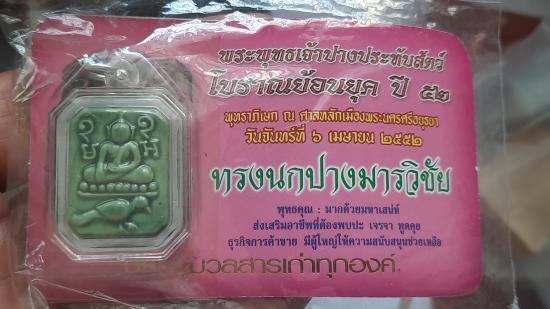 พระพุทธเจ้าปางประทับสัตว์
โบราณย้อนยุค ปี ๕๒
พุทธาภิเษก ณ ศาลหลักเมืองพระนครศรีอยุธยา
วันจันทร์ที่ ๖ เมษายน ๒๕๕๒
ทรงนกปางมารวิชัย
พุทธคุณ : มากด้วยมหาเสน่ห์
ส่งเสริมอาชีพที่ต้องพบปะ เจรจา พูดคุย
ธุรกิจการค้าขาย มีผู้ใหญ่ให้ความสนับสนุนช่วยเหลือ
มวลสารเก่าทุกองค์